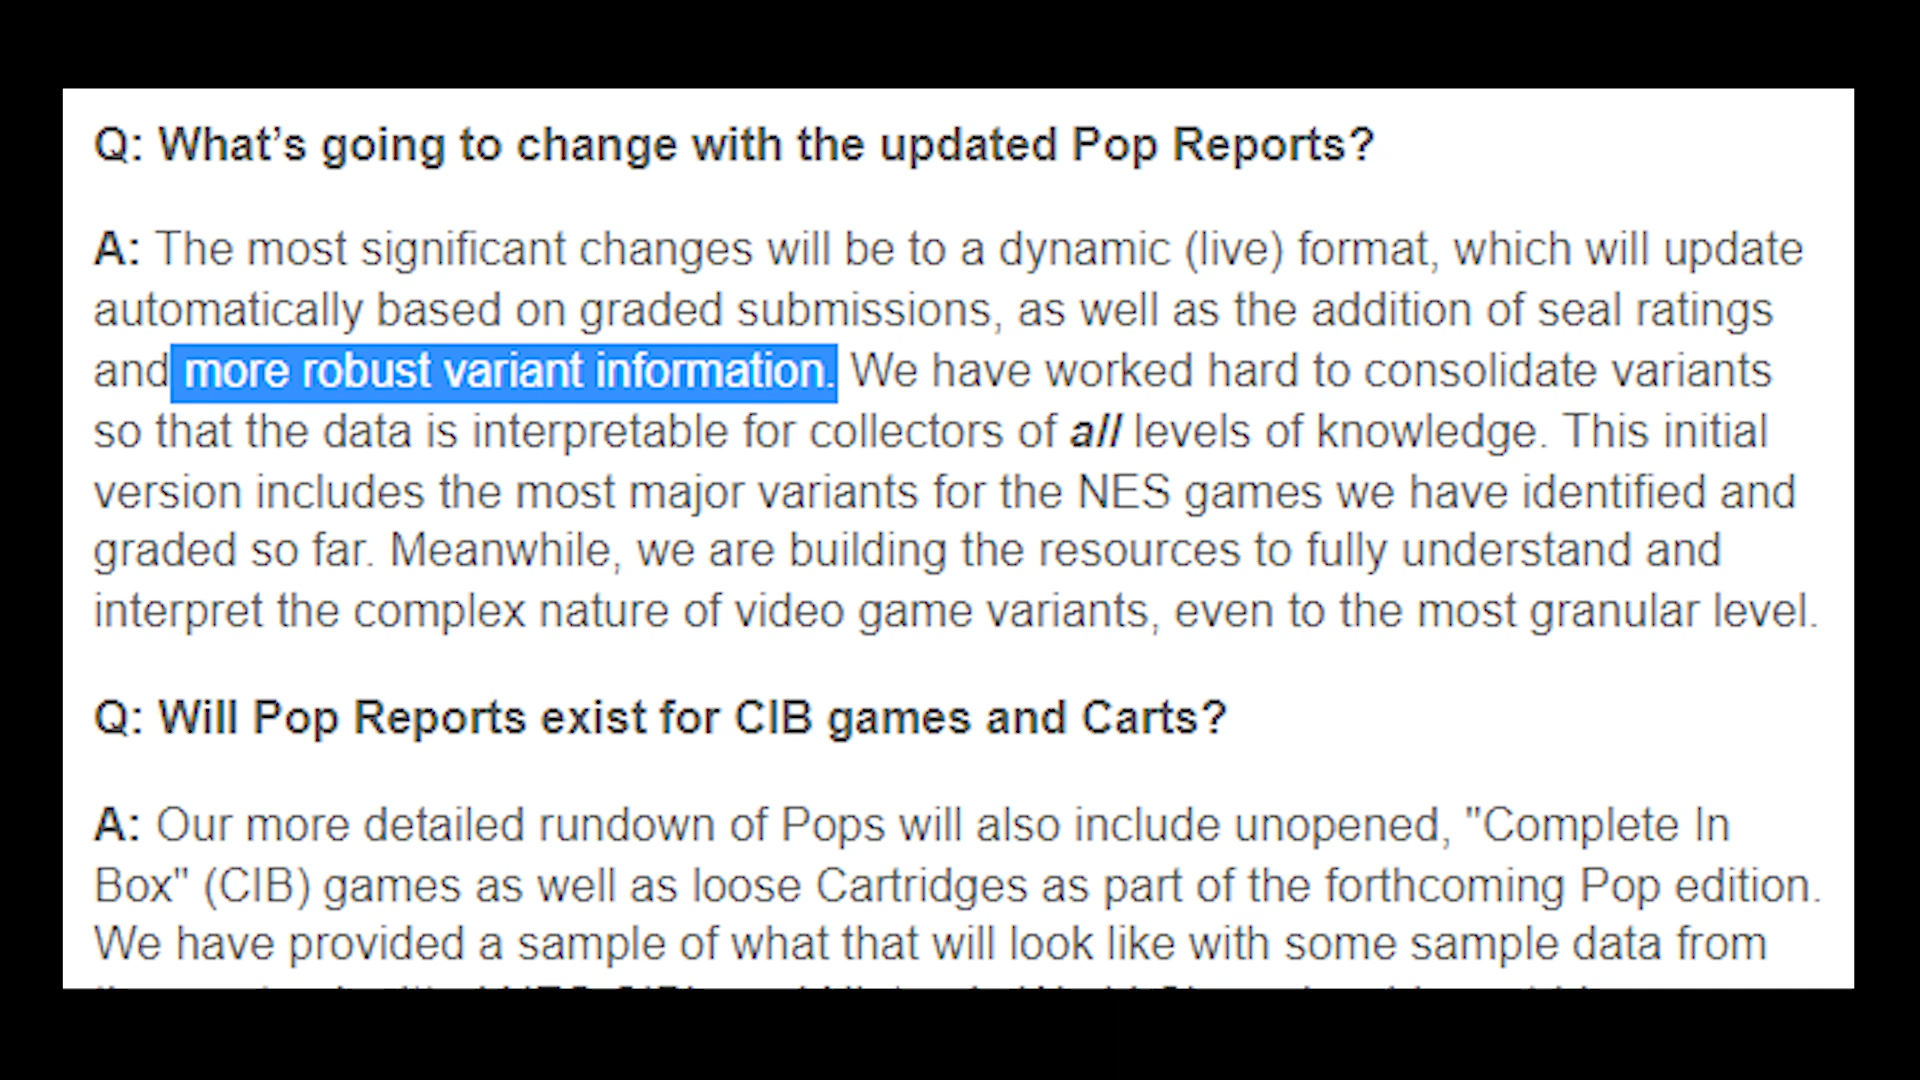 Q: What’s going to change with the updated Pop Reports?
A: The most significant changes will be to a dynamic (live) format, which will update
automatically based on graded submissions, as well as the addition of seal ratings
and more robust variant information. We have worked hard to consolidate variants
so that the data is interpretable for collectors of all levels of knowledge. This initial
version includes the most major variants for the NES games we have identified and
graded so far. Meanwhile, we are building the resources to fully understand and
interpret the complex nature of video game variants, even to the most granular level.
Q: Will Pop Reports exist for CIB games and Carts?
A: Our more detailed rundown of Pops will also include unopened, "Complete In
Box" (CIB) games as well as loose Cartridges as part of the forthcoming Pop edition.
We have provided a sample of what that will look like with some sample data from